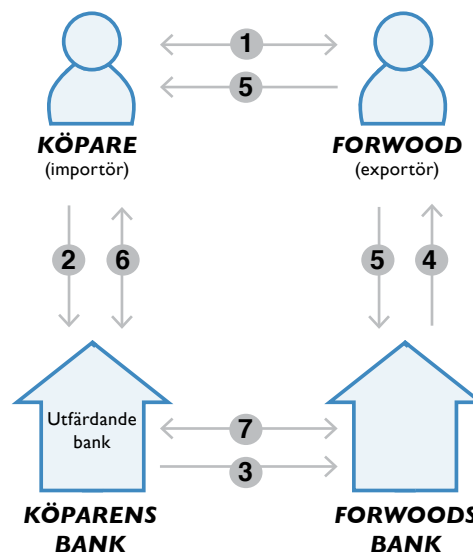 1
5
KÖPARE
(importör)
FORWOOD
(exportör)
2
6
5
4
Utfärdande
bank
7
3
KÖPARENS
BANK
FORWOODS
BANK